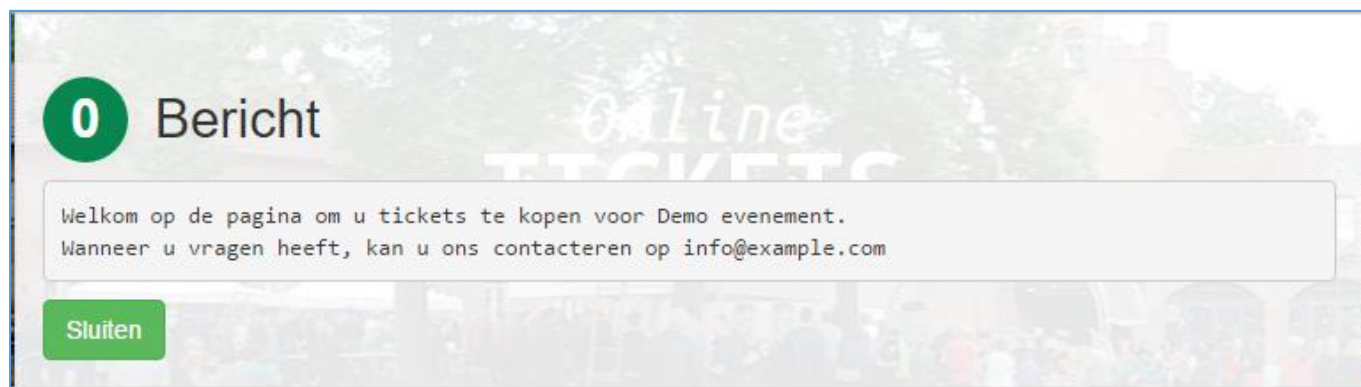 Online
TICKETS
0 Bericht
Welkom op de pagina om u tickets te kopen voor Demo evenement.
Wanneer u vragen heeft, kan u ons contacteren op info@example.com
Sluiten